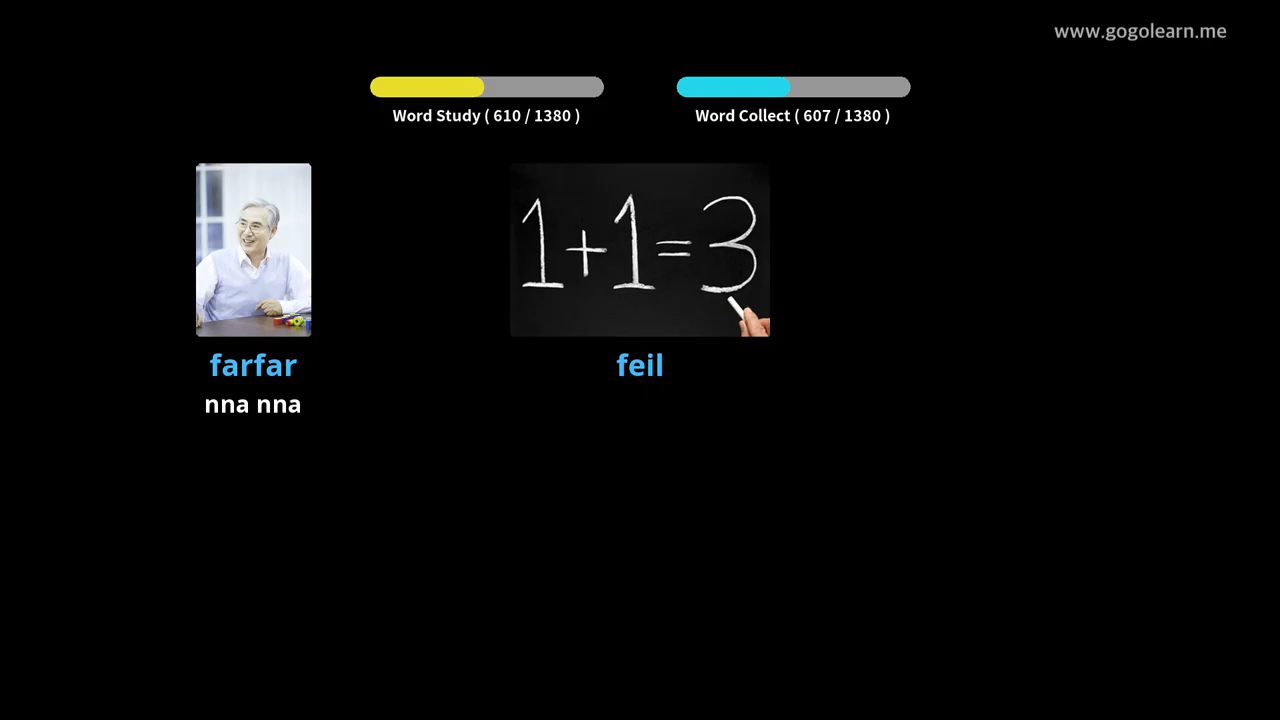 www.gogolearn.me
Word Study ( 610 / 1380 )
Word Collect ( 607 / 1380 )
1+1=3
farfar
feil
nna nna